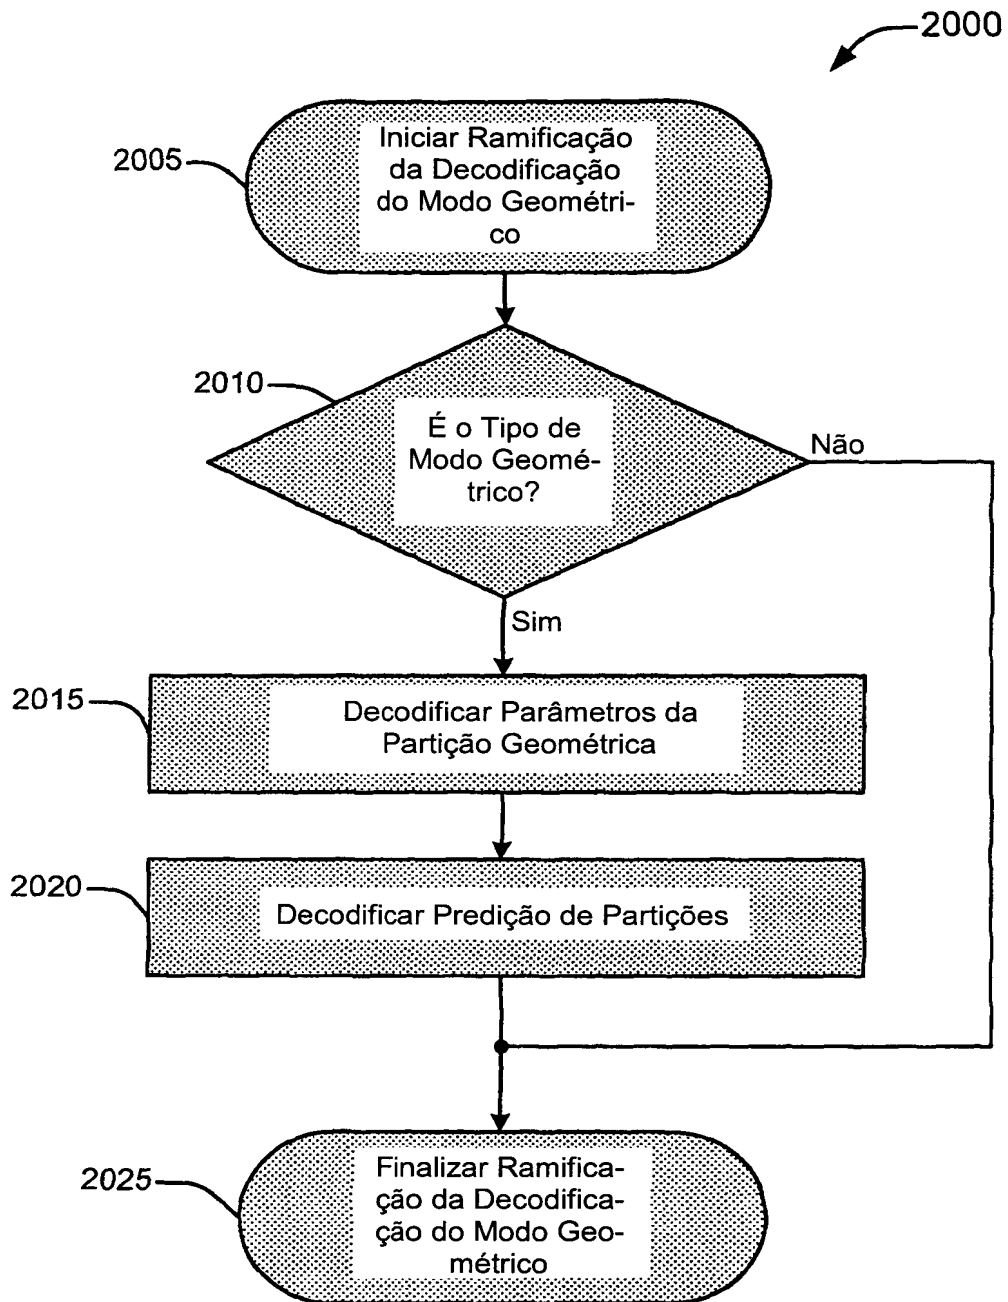 2000
2005
Iniciar Ramificação
da Decodificação
do Modo Geométri-
co
2010
É o Tipo de
Modo Geomé-
trico?
Não
Sim
2015
Decodificar Parâmetros da
Partição Geométrica
2020
Decodificar Predição de Partições
2025
Finalizar Ramifica-
ção da Decodifica-
ção do Modo Geo-
métrico